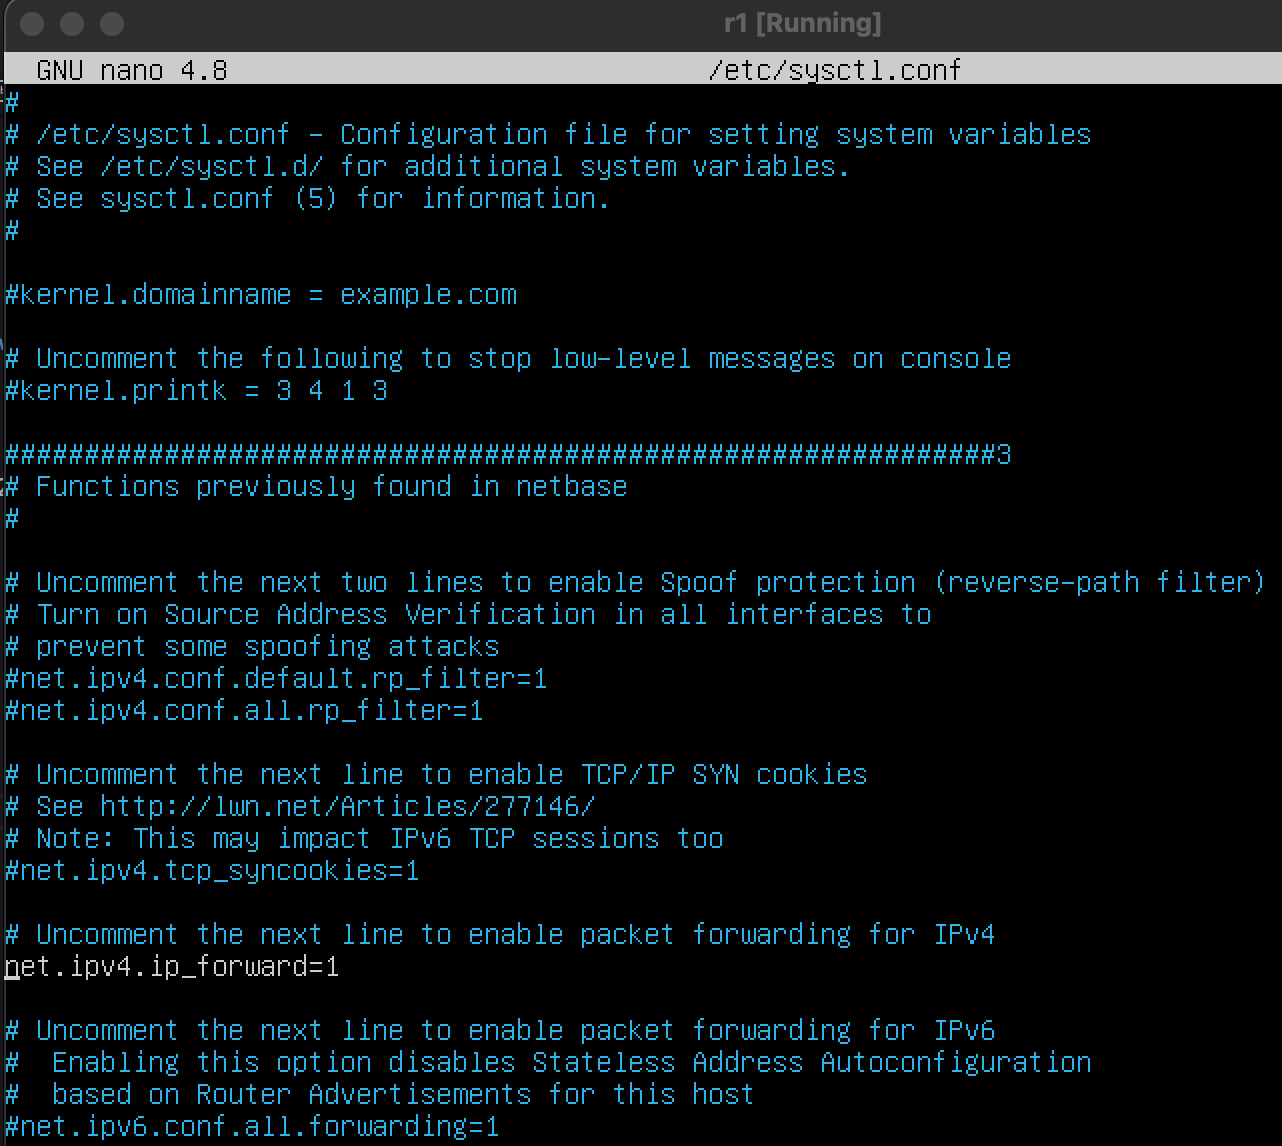 r1 [Running]
GNU nano 4.8 /etc/sysctl.conf
#
# /etc/sysctl.conf - Configuration file for setting system variables
# See /etc/sysctl.d/ for additional system variables.
# See sysctl.conf (5) for information.
#
#kernel.domainname = example.com
# Uncomment the following to stop low-level messages on console
#kernel.printk = 3 4 1 3
##############################################################3
# Functions previously found in netbase
#
# Uncomment the next two lines to enable Spoof protection (reverse-path filter)
# Turn on Source Address Verification in all interfaces to
# prevent some spoofing attacks
#net.ipv4.conf.default.rp_filter=1
#net.ipv4.conf.all.rp_filter=1
# Uncomment the next line to enable TCP/IP SYN cookies
# See http://lwn.net/Articles/277146/
# Note: This may impact IPv6 TCP sessions too
#net.ipv4.tcp_syncookies=1
# Uncomment the next line to enable packet forwarding for IPv4
net.ipv4.ip_forward=1
# Uncomment the next line to enable packet forwarding for IPv6
#  Enabling this option disables Stateless Address Autoconfiguration
#  based on Router Advertisements for this host
#net.ipv6.conf.all.forwarding=1